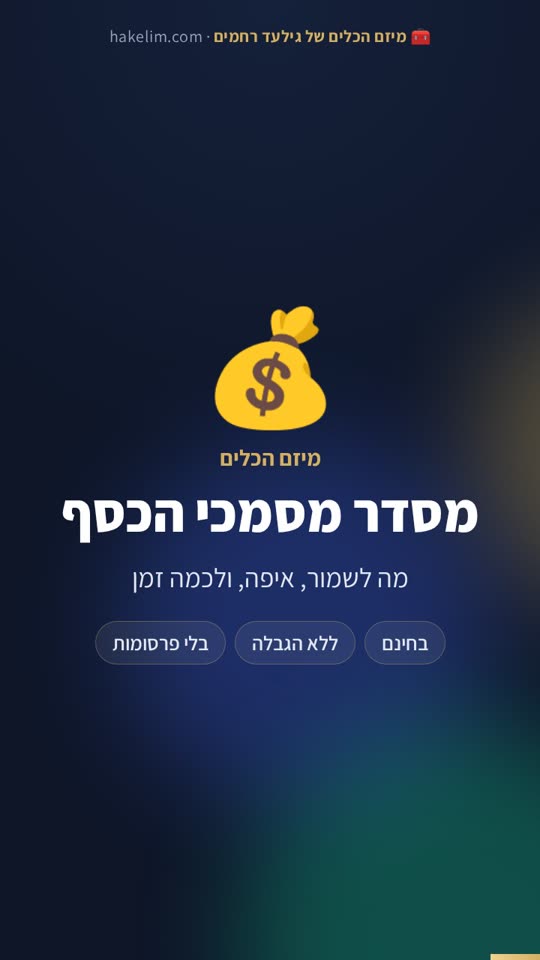 🧰 מיזם הכלים של גילעד רחמים · hakelim.com
מיזם הכלים
מסדר מסמכי הכסף
מה לשמור, איפה, ולכמה זמן
בחינם
ללא הגבלה
בלי פרסומות